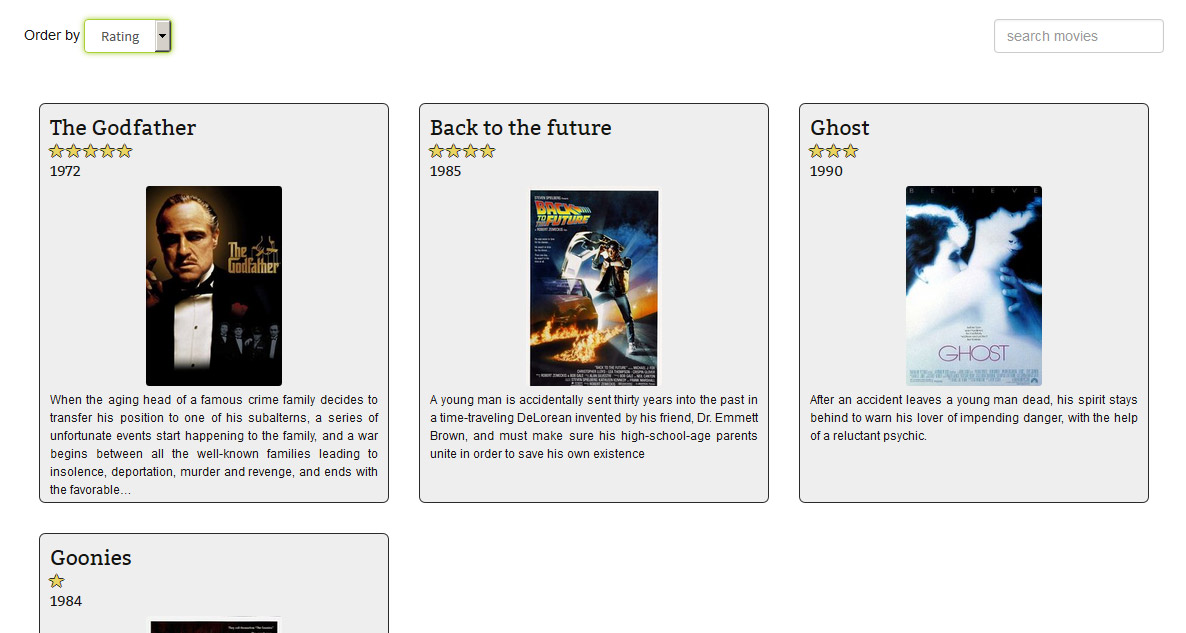 Order by Rating
search movies
The Godfather
1972
The
Godfather
When the aging head of a famous crime family decides to
transfer his position to one of his subalterns, a series of
unfortunate events start happening to the family, and a war
begins between all the well-known families leading to
insolence, deportation, murder and revenge, and ends with
the favorable...
Back to the future
1985
BACK
TO THE
FUTURE
A young man is accidentally sent thirty years into the past in
a time-traveling DeLorean invented by his friend, Dr. Emmett
Brown, and must make sure his high-school-age parents
unite in order to save his own existence
Ghost
1990
BELIEVE
GHOST
After an accident leaves a young man dead, his spirit stays
behind to warn his lover of impending danger, with the help
of a reluctant psychic.
Goonies
1984